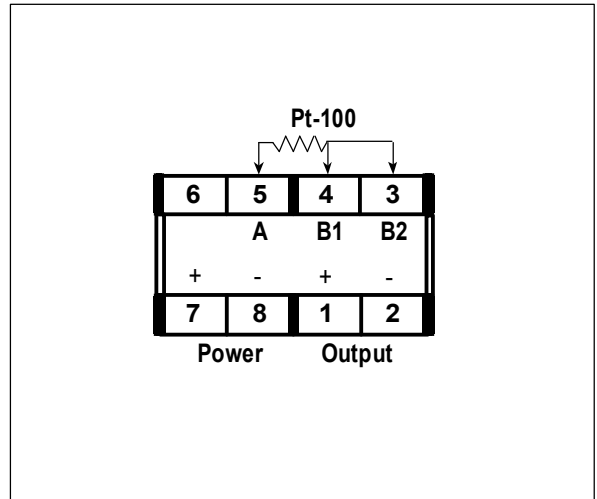 Pt-100
6 5 4 3
A B1 B2
+ - + -
7 8 1 2
Power Output